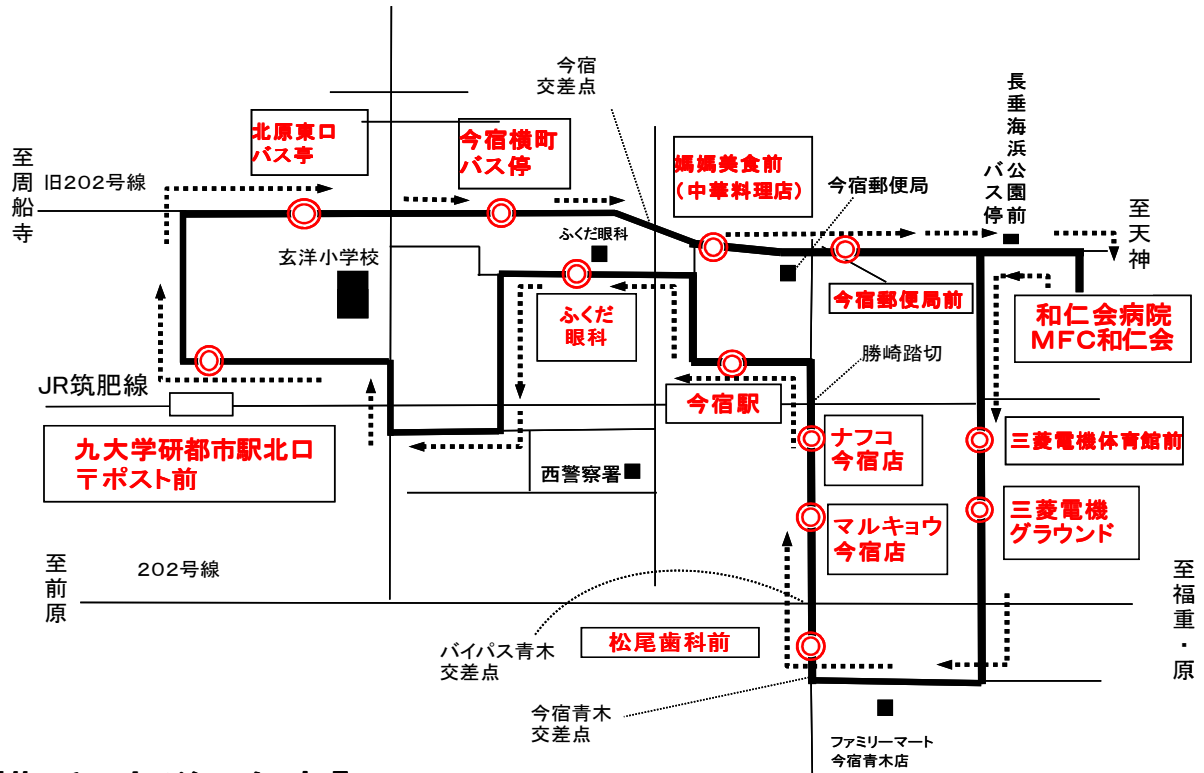 今宿
交差点
長垂海浜公園前
バス停
北原東口
バス亭
今宿横町
バス停
媽媽美食前
（中華料理店）
今宿郵便局
至周船寺
旧202号線
至天神
ふくだ眼科
玄洋小学校
ふくだ
眼科
今宿郵便局前
和仁会病院
MFC和仁会
勝崎踏切
JR筑肥線
今宿駅
九大学研都市駅北口
〒ポスト前
ナフコ
今宿店
三菱電機体育館前
西警察署
マルキョウ
今宿店
三菱電機
グラウンド
至前原
202号線
至福重・原
松尾歯科前
バイパス青木
交差点
今宿青木
交差点
ファミリーマート
今宿青木店